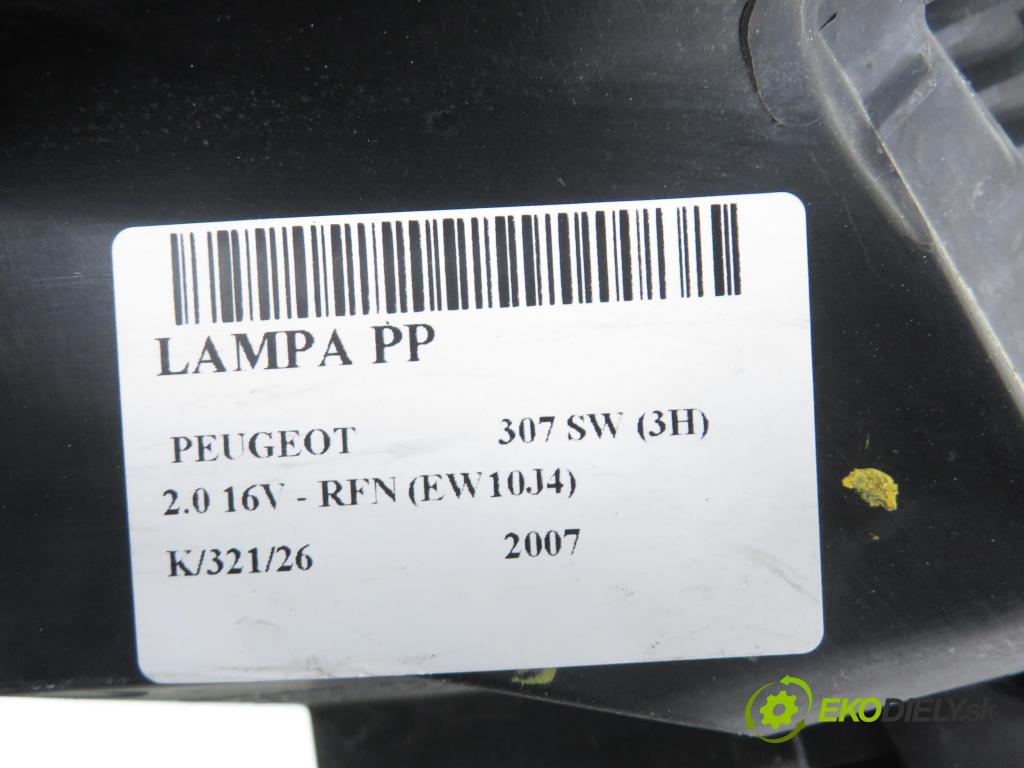 LAMPA PP
PEUGEOT 307 SW (3H)
2.0 16V - RFN (EW10J4)
K/321/26 2007
EKODIELY.sk